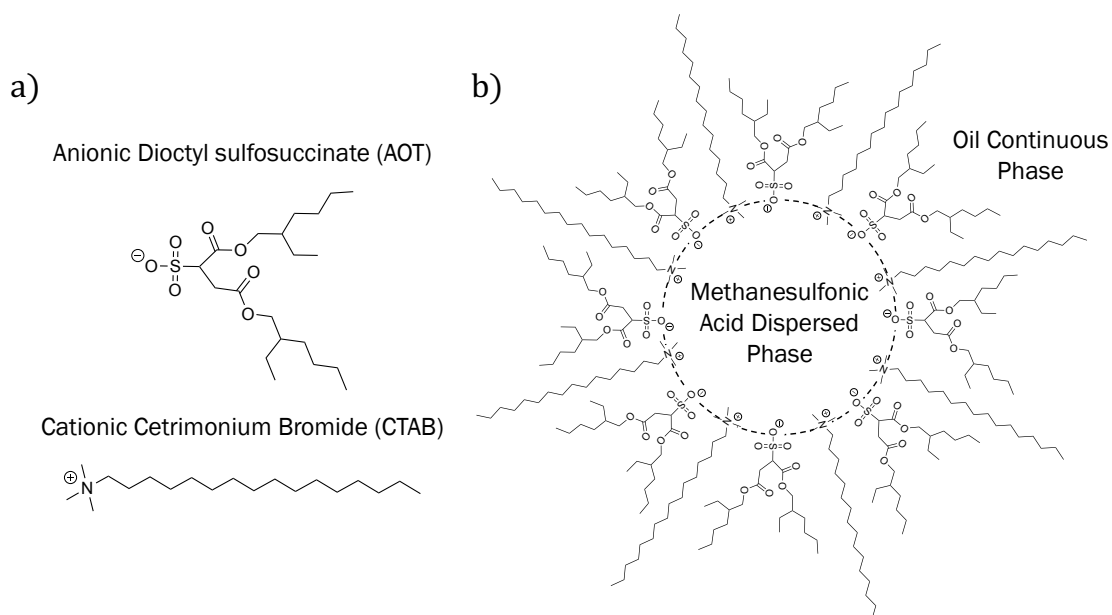 a)
Anionic Dioctyl sulfosuccinate (AOT)
Cationic Cetrimonium Bromide (CTAB)
b)
Oil Continuous
Phase
Methanesulfonic
Acid Dispersed
Phase